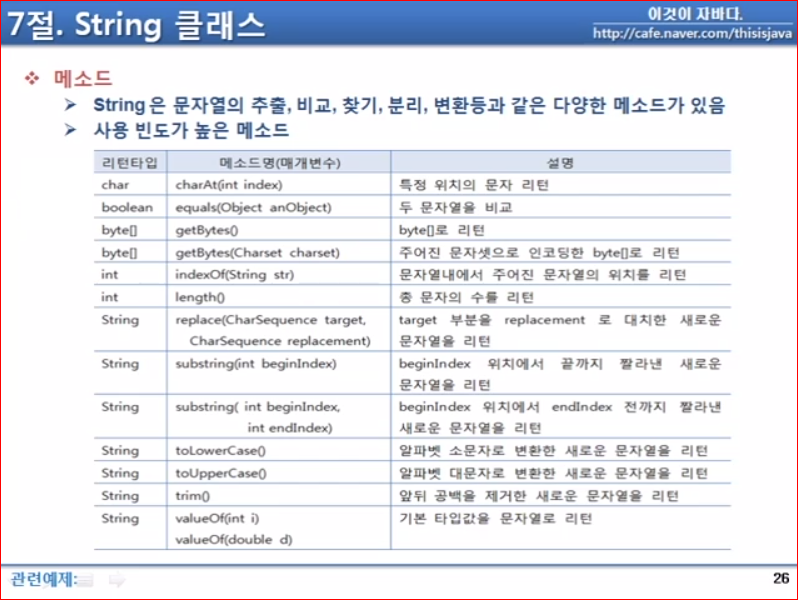 7절. String 클래스
이것이 자바다.
http://cafe.naver.com/thisisjava
메소드
String은 문자열의 추출, 비교, 찾기, 분리, 변환등과 같은 다양한 메소드가 있음
사용 빈도가 높은 메소드
리턴타입 메소드명(매개변수) 설명
char charAt(int index) 특정 위치의 문자 리턴
boolean equals(Object anObject) 두 문자열을 비교
byte[] getBytes() byte[]로 리턴
byte[] getBytes(Charset charset) 주어진 문자셋으로 인코딩한 byte[]로 리턴
int indexOf(String str) 문자열내에서 주어진 문자열의 위치를 리턴
int length() 총 문자의 수를 리턴
String replace(CharSequence target, target 부분을 replacement 로 대치한 새로운
CharSequence replacement) 문자열을 리턴
String substring(int beginIndex) beginIndex 위치에서 끝까지 짤라낸 새로운
문자열을 리턴
String substring( int beginIndex, beginIndex 위치에서 endIndex 전까지 짤라낸
int endIndex) 새로운 문자열을 리턴
String toLowerCase() 알파벳 소문자로 변환한 새로운 문자열을 리턴
String toUpperCase() 알파벳 대문자로 변환한 새로운 문자열을 리턴
String trim() 앞뒤 공백을 제거한 새로운 문자열을 리턴
String valueOf(int i) 기본 타입값을 문자열로 리턴
valueOf(double d)
관련예제:
26